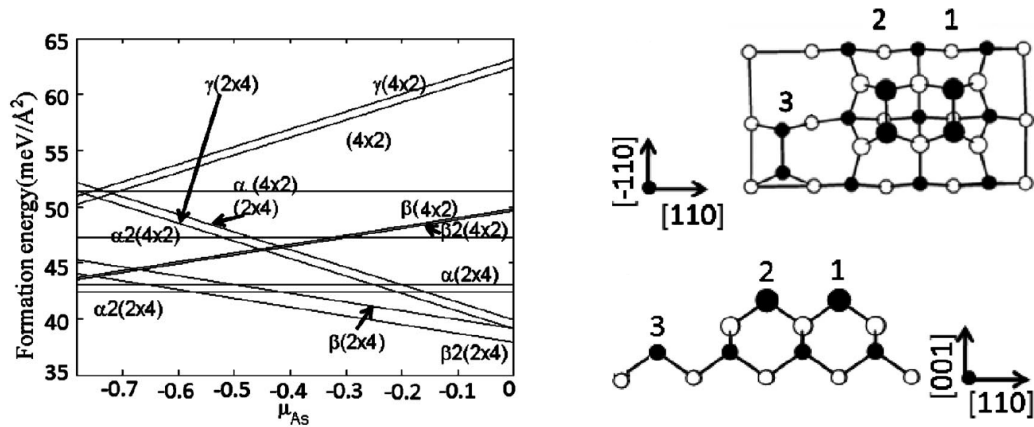 Formation energy(meV/Å²)
65
60
55
50
45
40
35
γ(2x4)
γ(4x2)
(4x2)
α (4x2)
(2x4)
α2(4x2)
β(4x2)
β2(4x2)
α(2x4)
α2(2x4)
β(2x4)
β2(2x4)
-0.7 -0.6 -0.5 -0.4 -0.3 -0.2 -0.1 0
μAs
2 1
3
[-110]
[110]
2 1
3
[001]
[110]